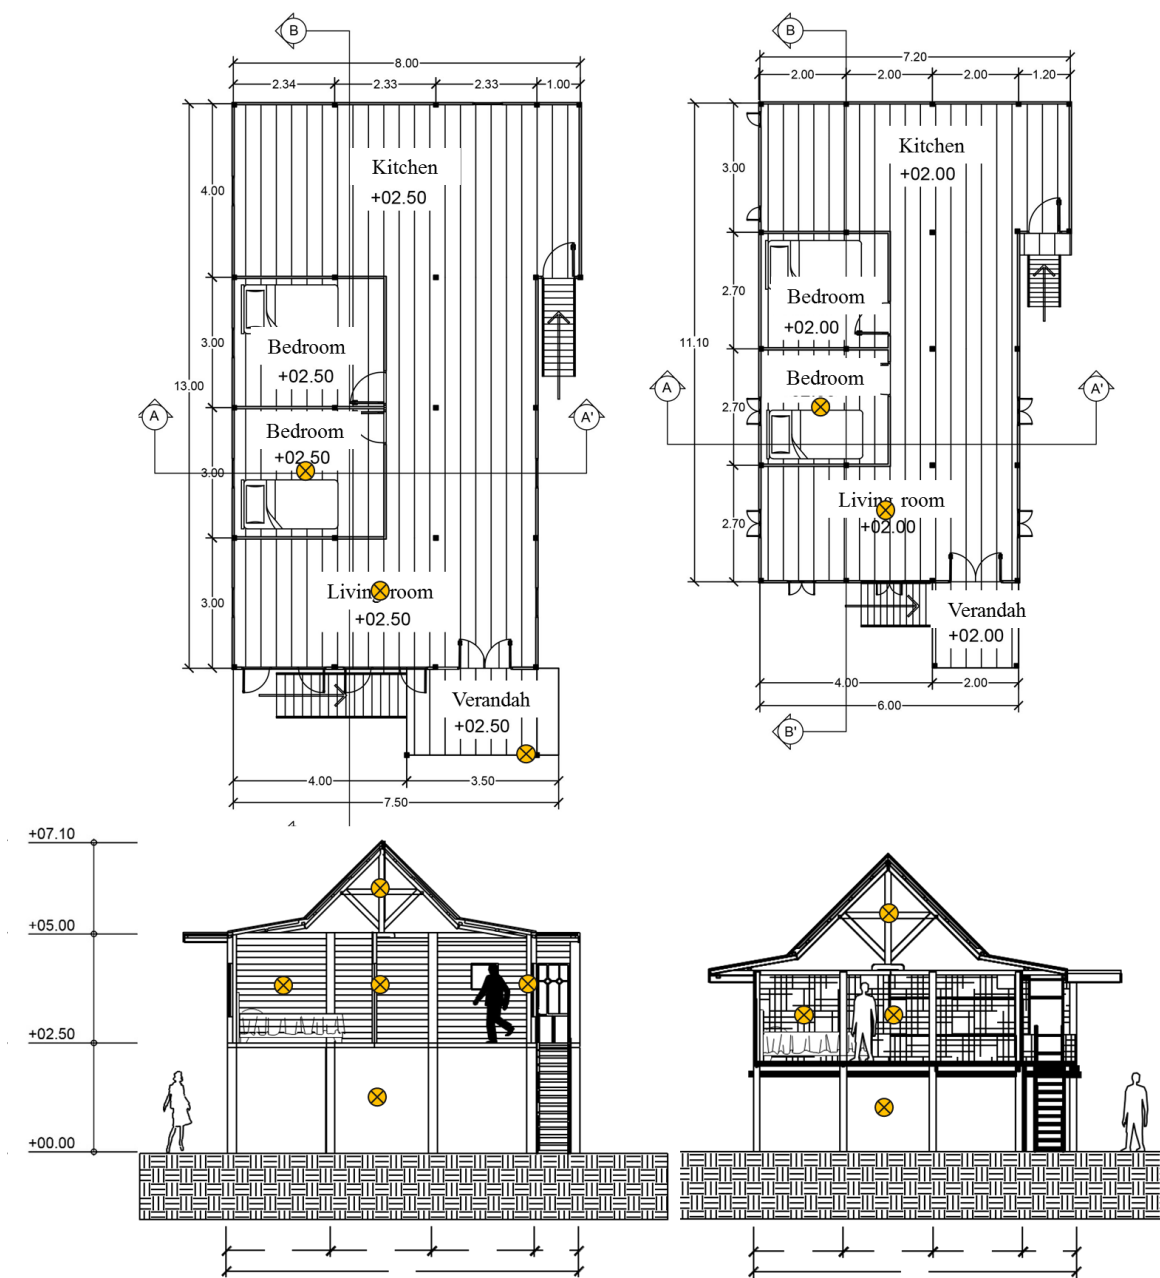 B
8.00
2.34
2.33
2.33
1.00
Kitchen
+02.50
4.00
3.00
13.00
3.00
3.00
Bedroom
+02.50
Bedroom
+02.50
A
A'
Living room
+02.50
Verandah
+02.50
4.00
3.50
7.50
B
7.20
2.00
2.00
2.00
1.20
Kitchen
+02.00
3.00
2.70
11.10
2.70
2.70
Bedroom
+02.00
Bedroom
A
A'
Living room
+02.00
Verandah
+02.00
4.00
2.00
6.00
B'
+07.10
+05.00
+02.50
+00.00